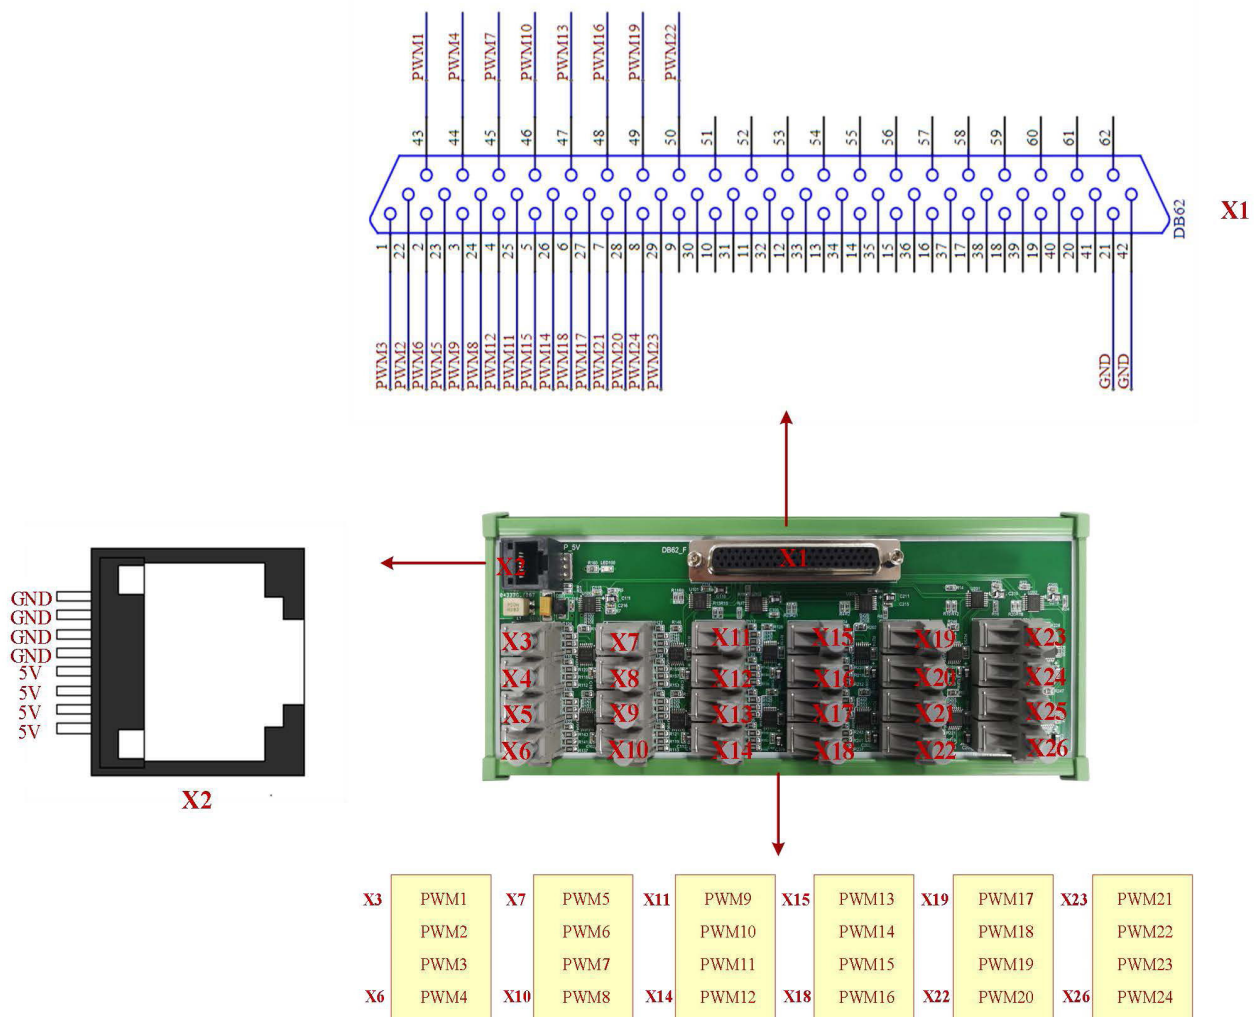 PWM1 PWM4 PWM7 PWM10 PWM13 PWM16 PWM19 PWM22
43 44 45 46 47 48 49 50 51 52 53 54 55 56 57 58 59 60 61 62
X1
DB62
1 22 2 23 3 24 4 25 5 26 6 27 7 28 8 29 9 30 10 31 11 32 12 33 13 34 14 35 15 36 16 37 17 38 18 39 19 40 20 41 21 42
PWM3 PWM2 PWM6 PWM5 PWM9 PWM8 PWM12 PWM11 PWM15 PWM14 PWM18 PWM17 PWM21 PWM20 PWM24 PWM23 GND GND
GND
GND
GND
GND
5V
5V
5V
5V
X2
P_5V
DB62_F
X2 X1
X3 X7 X11 X15 X19 X23
X4 X8 X12 X16 X20 X24
X5 X9 X13 X17 X21 X25
X6 X10 X14 X18 X22 X26
X3 PWM1 X7 PWM5 X11 PWM9 X15 PWM13 X19 PWM17 X23 PWM21
PWM2 PWM6 PWM10 PWM14 PWM18 PWM22
PWM3 PWM7 PWM11 PWM15 PWM19 PWM23
X6 PWM4 X10 PWM8 X14 PWM12 X18 PWM16 X22 PWM20 X26 PWM24